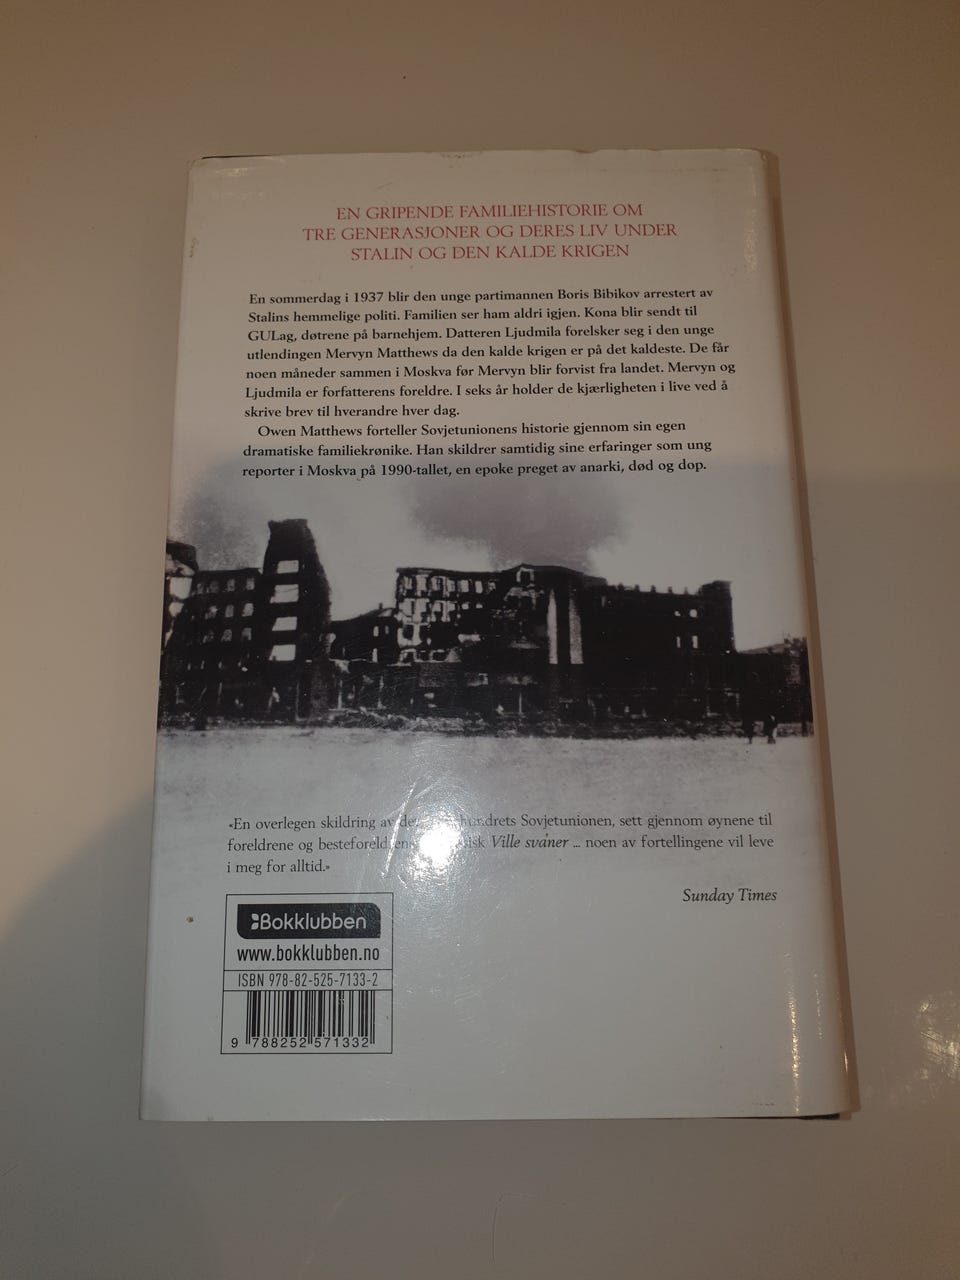 EN GRIPENDE FAMILIEHISTORIE OM
TRE GENERASJONER OG DERES LIV UNDER
STALIN OG DEN KALDE KRIGEN
En sommerdag i 1937 blir den unge partimannen Boris Bibikov arrestert av
Stalins hemmelige politi. Familien ser ham aldri igjen. Kona blir sendt til
GULag, døtrene på barnehjem. Datteren Ljudmila forelsker seg i den unge
utlendingen Mervyn Matthews da den kalde krigen er på det kaldeste. De får
noen måneder sammen i Moskva før Mervyn blir forvist fra landet. Mervyn og
Ljudmila er forfatterens foreldre. I seks år holder de kjærligheten i live ved å
skrive brev til hverandre hver dag.
Owen Matthews forteller Sovjetunionens historie gjennom sin egen
dramatiske familiekrønike. Han skildrer samtidig sine erfaringer som ung
reporter i Moskva på 1990-tallet, en epoke preget av anarki, død og dop.
«En overlegen skildring av Sovjetunionen, sett gjennom øynene til
foreldrene og Ville svaner ... noen av fortellingene vil leve
i meg for alltid.»
Sunday Times
Bokklubben
www.bokklubben.no
ISBN 978-82-525-7133-2
9 788252 571332